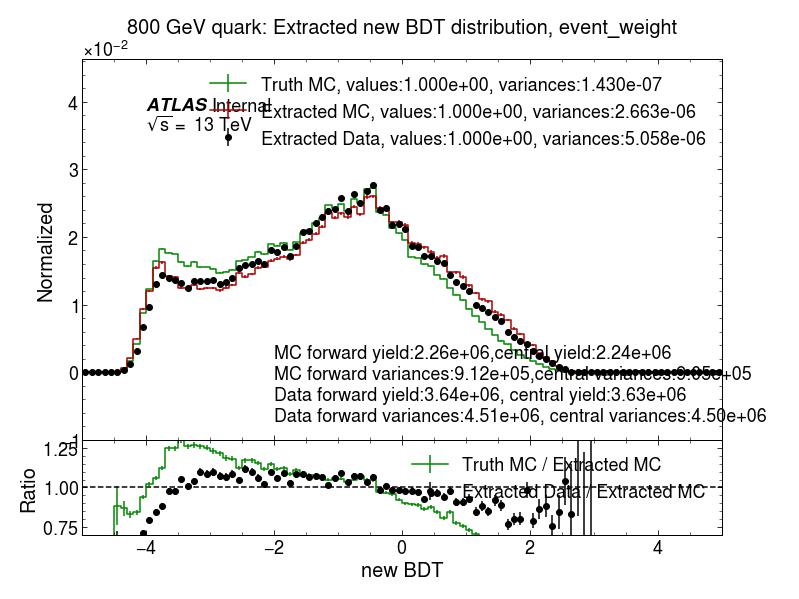 800 GeV quark: Extracted new BDT distribution, event_weight
×10−2
Truth MC, values:1.000e+00, variances:1.430e-07
ATLAS Internal
Extracted MC, values:1.000e+00, variances:2.663e-06
√s = 13 TeV
Extracted Data, values:1.000e+00, variances:5.058e-06
4
3
2
1
0
−1
Normalized
MC forward yield:2.26e+06,central yield:2.24e+06
MC forward variances:9.12e+05,central variances:9.05e+05
Data forward yield:3.64e+06, central yield:3.63e+06
Data forward variances:4.51e+06, central variances:4.50e+06
1.25
1.00
0.75
Ratio
Truth MC / Extracted MC
Extracted Data / Extracted MC
−4 −2 0 2 4
new BDT